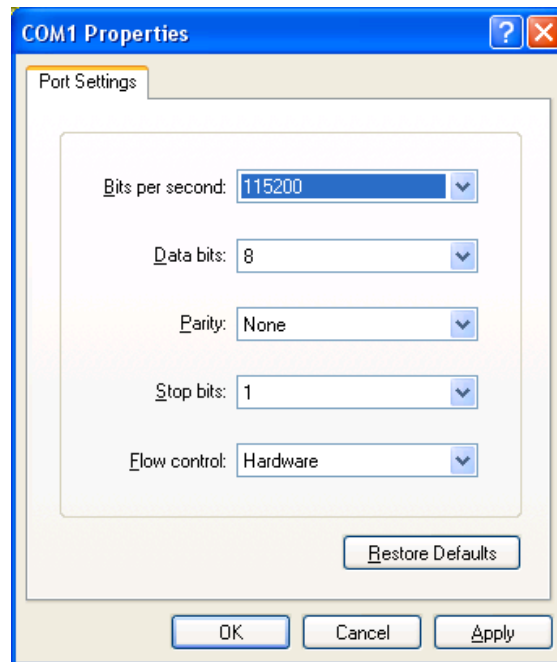 COM1 Properties
Port Settings
Bits per second: 115200
Data bits: 8
Parity: None
Stop bits: 1
Flow control: Hardware
Restore Defaults
OK Cancel Apply